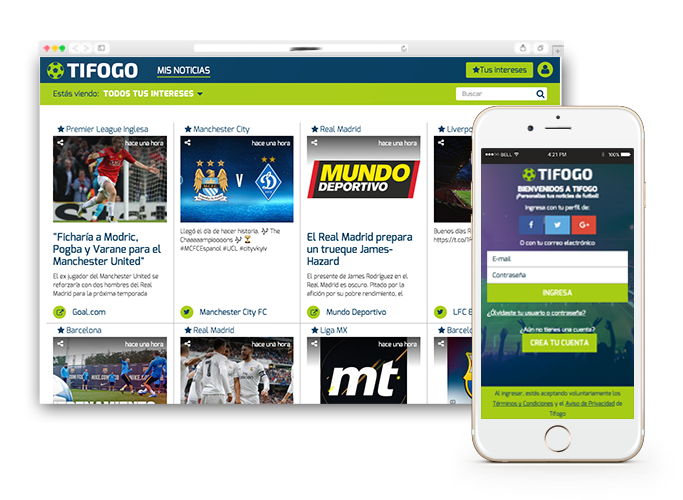 TIFOGO
MIS NOTICIAS
Tus intereses
Estás viendo: TODOS TUS INTERESES
Buscar
Premier League Inglesa
hace una hora
"Ficharía a Modric,
Pogba y Varane para el
Manchester United"
El ex jugador del Manchester United se
reforzaría con dos hombres del Real
Madrid para la próxima temporada
Goal.com
Manchester City
hace una hora
V
Llegó el día de hacer historia.
The
Chaaaaampiooooons
#MCFCEspanol #UCL #cityvkyiv
Manchester City FC
Real Madrid
hace una hora
MUNDO
DEPORTIVO
El Real Madrid prepara
un trueque James-
Hazard
El presente de James Rodríguez en el
Real Madrid es oscuro. Pitado por la
afición por su pobre rendimiento, el
Mundo Deportivo
Liverpo
Buenos días R
https://t.co/1F
LFC E
Barcelona
hace una hora
Real Madrid
hace una hora
Liga MX
hace una hora
mt
Barcelo
BELL
4:21 PM
100%
TIFOGO
BIENVENIDOS A TIFOGO
¡Personaliza tus noticias de futbol!
Ingresa con tu perfil de:
f
G+
O con tu correo electrónico
E-mail
Contraseña
INGRESA
¿Olvidaste tu usuario o contraseña?
¿Aún no tienes una cuenta?
CREA TU CUENTA
Al ingresar, estás aceptando voluntariamente los
Términos y Condiciones y el Aviso de Privacidad de
Tifogo